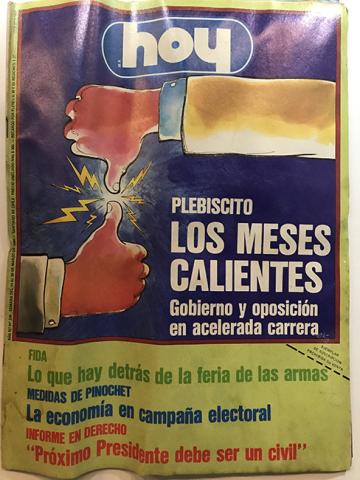 hoy
PLEBISCITO
LOS MESES
CALIENTES
Gobierno y oposición
en acelerada carrera
FIDA
Lo que hay detrás de la feria de las armas
MEDIDAS DE PINOCHET
La economía en campaña electoral
INFORME EN DERECHO
"Próximo Presidente debe ser un civil"